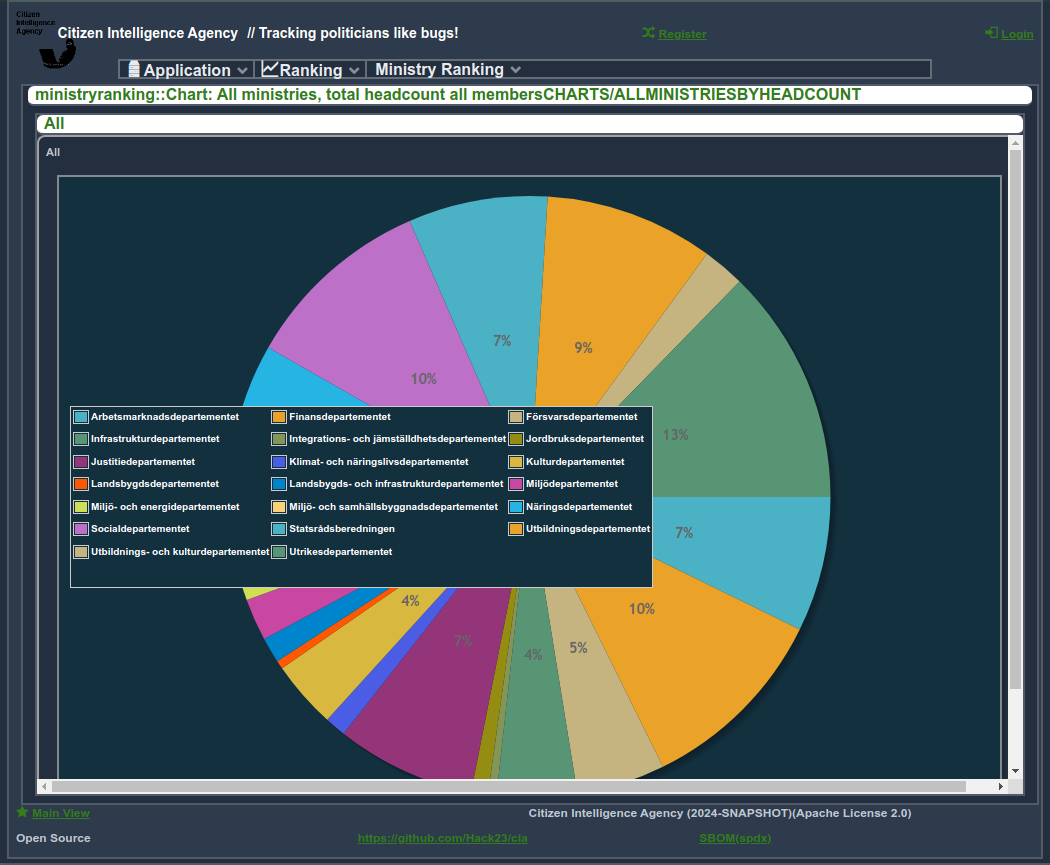 Citizen
Intelligence
Agency
Citizen Intelligence Agency // Tracking politicians like bugs!
Register
Login
Application
Ranking
Ministry Ranking
ministryranking::Chart: All ministries, total headcount all membersCHARTS/ALLMINISTRIESBYHEADCOUNT
All
All
7%
9%
10%
13%
Arbetsmarknadsdepartementet
Finansdepartementet
Försvarsdepartementet
Infrastrukturdepartementet
Integrations- och jämställdhetsdepartementet
Jordbruksdepartementet
Justitiedepartementet
Klimat- och näringslivsdepartementet
Kulturdepartementet
Landsbygdsdepartementet
Landsbygds- och infrastrukturdepartementet
Miljödepartementet
Miljö- och energidepartementet
Miljö- och samhällsbyggnadsdepartementet
Näringsdepartementet
Socialdepartementet
Statsrådsberedningen
Utbildningsdepartementet
Utbildnings- och kulturdepartementet
Utrikesdepartementet
7%
4%
10%
7%
4%
5%
Main View
Citizen Intelligence Agency (2024-SNAPSHOT)(Apache License 2.0)
Open Source
https://github.com/Hack23/cia
SBOM(spdx)